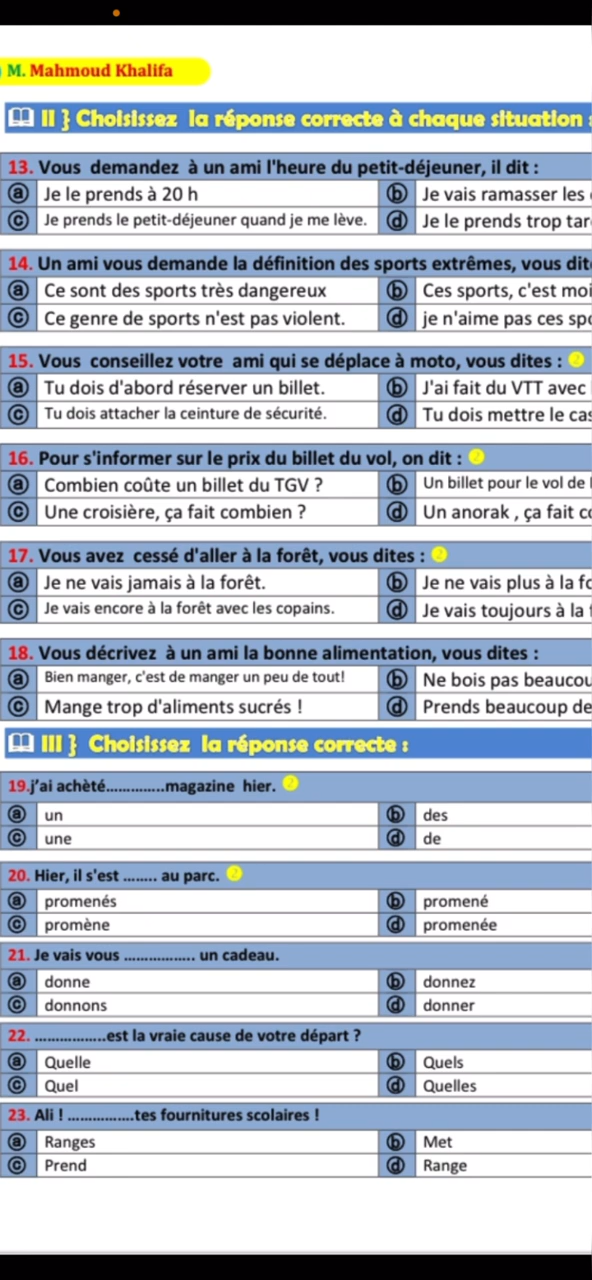 M. Mahmoud Khalifa
II } Choisissez la réponse correcte à chaque situation :
13. Vous demandez à un ami l'heure du petit-déjeuner, il dit :
ⓐ Je le prends à 20 h ⓑ Je vais ramasser les
ⓒ Je prends le petit-déjeuner quand je me lève. ⓓ Je le prends trop
14. Un ami vous demande la définition des sports extrêmes, vous
ⓐ Ce sont des sports très dangereux ⓑ Ces sports, c'est
ⓒ Ce genre de sports n'est pas violent. ⓓ je n'aime pas ces
15. Vous conseillez votre ami qui se déplace à moto, vous dites : 2
ⓐ Tu dois d'abord réserver un billet. ⓑ J'ai fait du VTT avec
ⓒ Tu dois attacher la ceinture de sécurité. ⓓ Tu dois mettre le
16. Pour s'informer sur le prix du billet du vol, on dit : 2
ⓐ Combien coûte un billet du TGV ? ⓑ Un billet pour le vol de
ⓒ Une croisière, ça fait combien ? ⓓ Un anorak , ça fait
17. Vous avez cessé d'aller à la forêt, vous dites : 2
ⓐ Je ne vais jamais à la forêt. ⓑ Je ne vais plus à la
ⓒ Je vais encore à la forêt avec les copains. ⓓ Je vais toujours à la
18. Vous décrivez à un ami la bonne alimentation, vous dites :
ⓐ Bien manger, c'est de manger un peu de tout! ⓑ Ne bois pas
ⓒ Mange trop d'aliments sucrés ! ⓓ Prends beaucoup de
III } Choisissez la réponse correcte :
19.j'ai achèté..............magazine hier. 2
ⓐ un ⓑ des
ⓒ une ⓓ de
20. Hier, il s'est ........ au parc. 2
ⓐ promenés ⓑ promené
ⓒ promène ⓓ promenée
21. Je vais vous ................. un cadeau.
ⓐ donne ⓑ donnez
ⓒ donnons ⓓ donner
22. .................est la vraie cause de votre départ ?
ⓐ Quelle ⓑ Quels
ⓒ Quel ⓓ Quelles
23. Ali ! ................tes fournitures scolaires !
ⓐ Ranges ⓑ Met
ⓒ Prend ⓓ Range